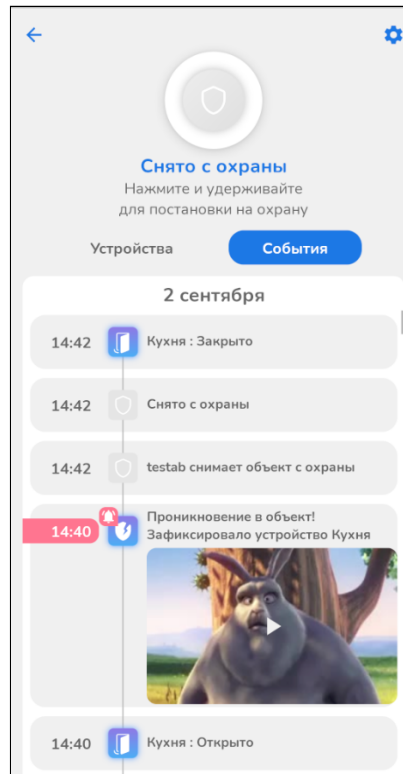 Снято с охраны
Нажмите и удерживайте
для постановки на охрану
Устройства
События
2 сентября
14:42
Кухня : Закрыто
14:42
Снято с охраны
14:42
testab снимает объект с охраны
14:40
Проникновение в объект!
Зафиксировало устройство Кухня
14:40
Кухня : Открыто